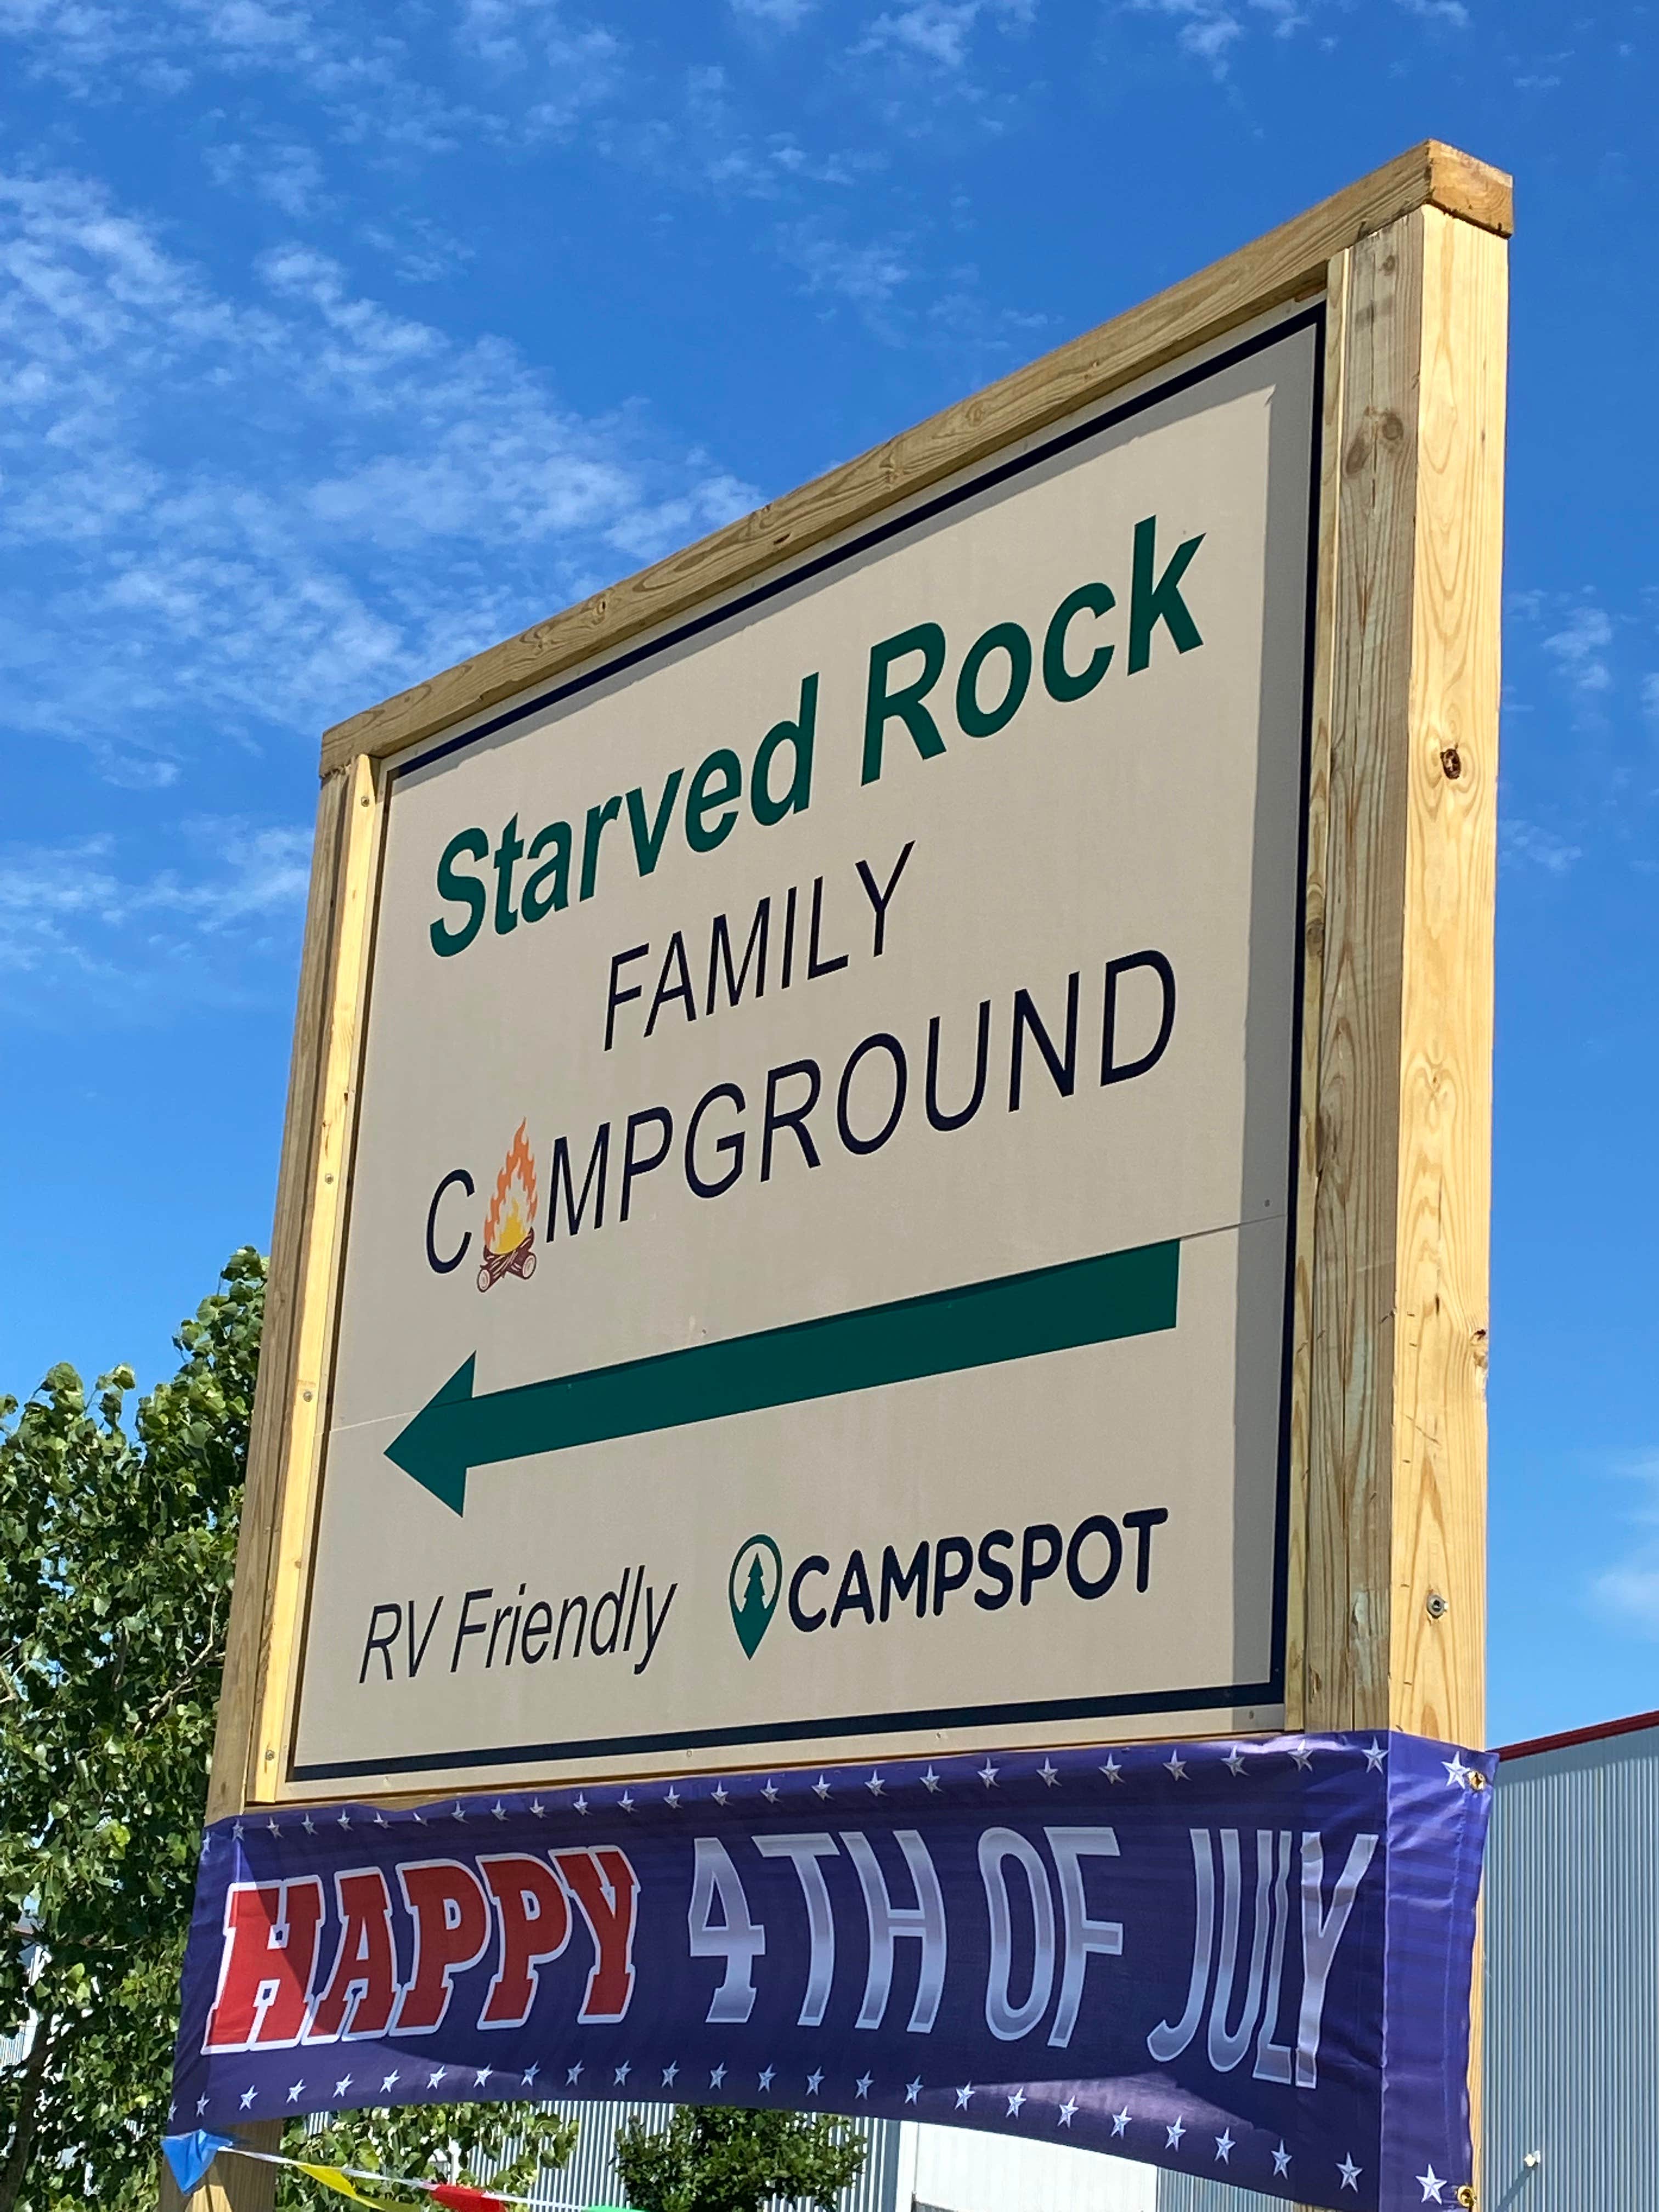 Starved Rock
FAMILY
CAMPGROUND
RV Friendly CAMPSPOT
HAPPY 4TH OF JULY